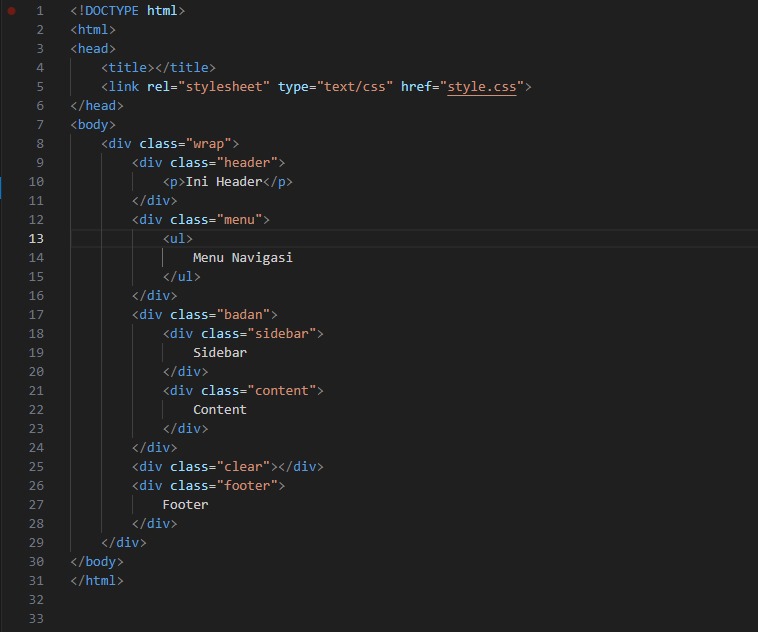 1 <!DOCTYPE html>
2 <html>
3 <head>
4     <title></title>
5     <link rel="stylesheet" type="text/css" href="style.css">
6 </head>
7 <body>
8     <div class="wrap">
9         <div class="header">
10             <p>Ini Header</p>
11         </div>
12         <div class="menu">
13             <ul>
14                 Menu Navigasi
15             </ul>
16         </div>
17         <div class="badan">
18             <div class="sidebar">
19                 Sidebar
20             </div>
21             <div class="content">
22                 Content
23             </div>
24         </div>
25         <div class="clear"></div>
26         <div class="footer">
27             Footer
28         </div>
29     </div>
30 </body>
31 </html>
32
33